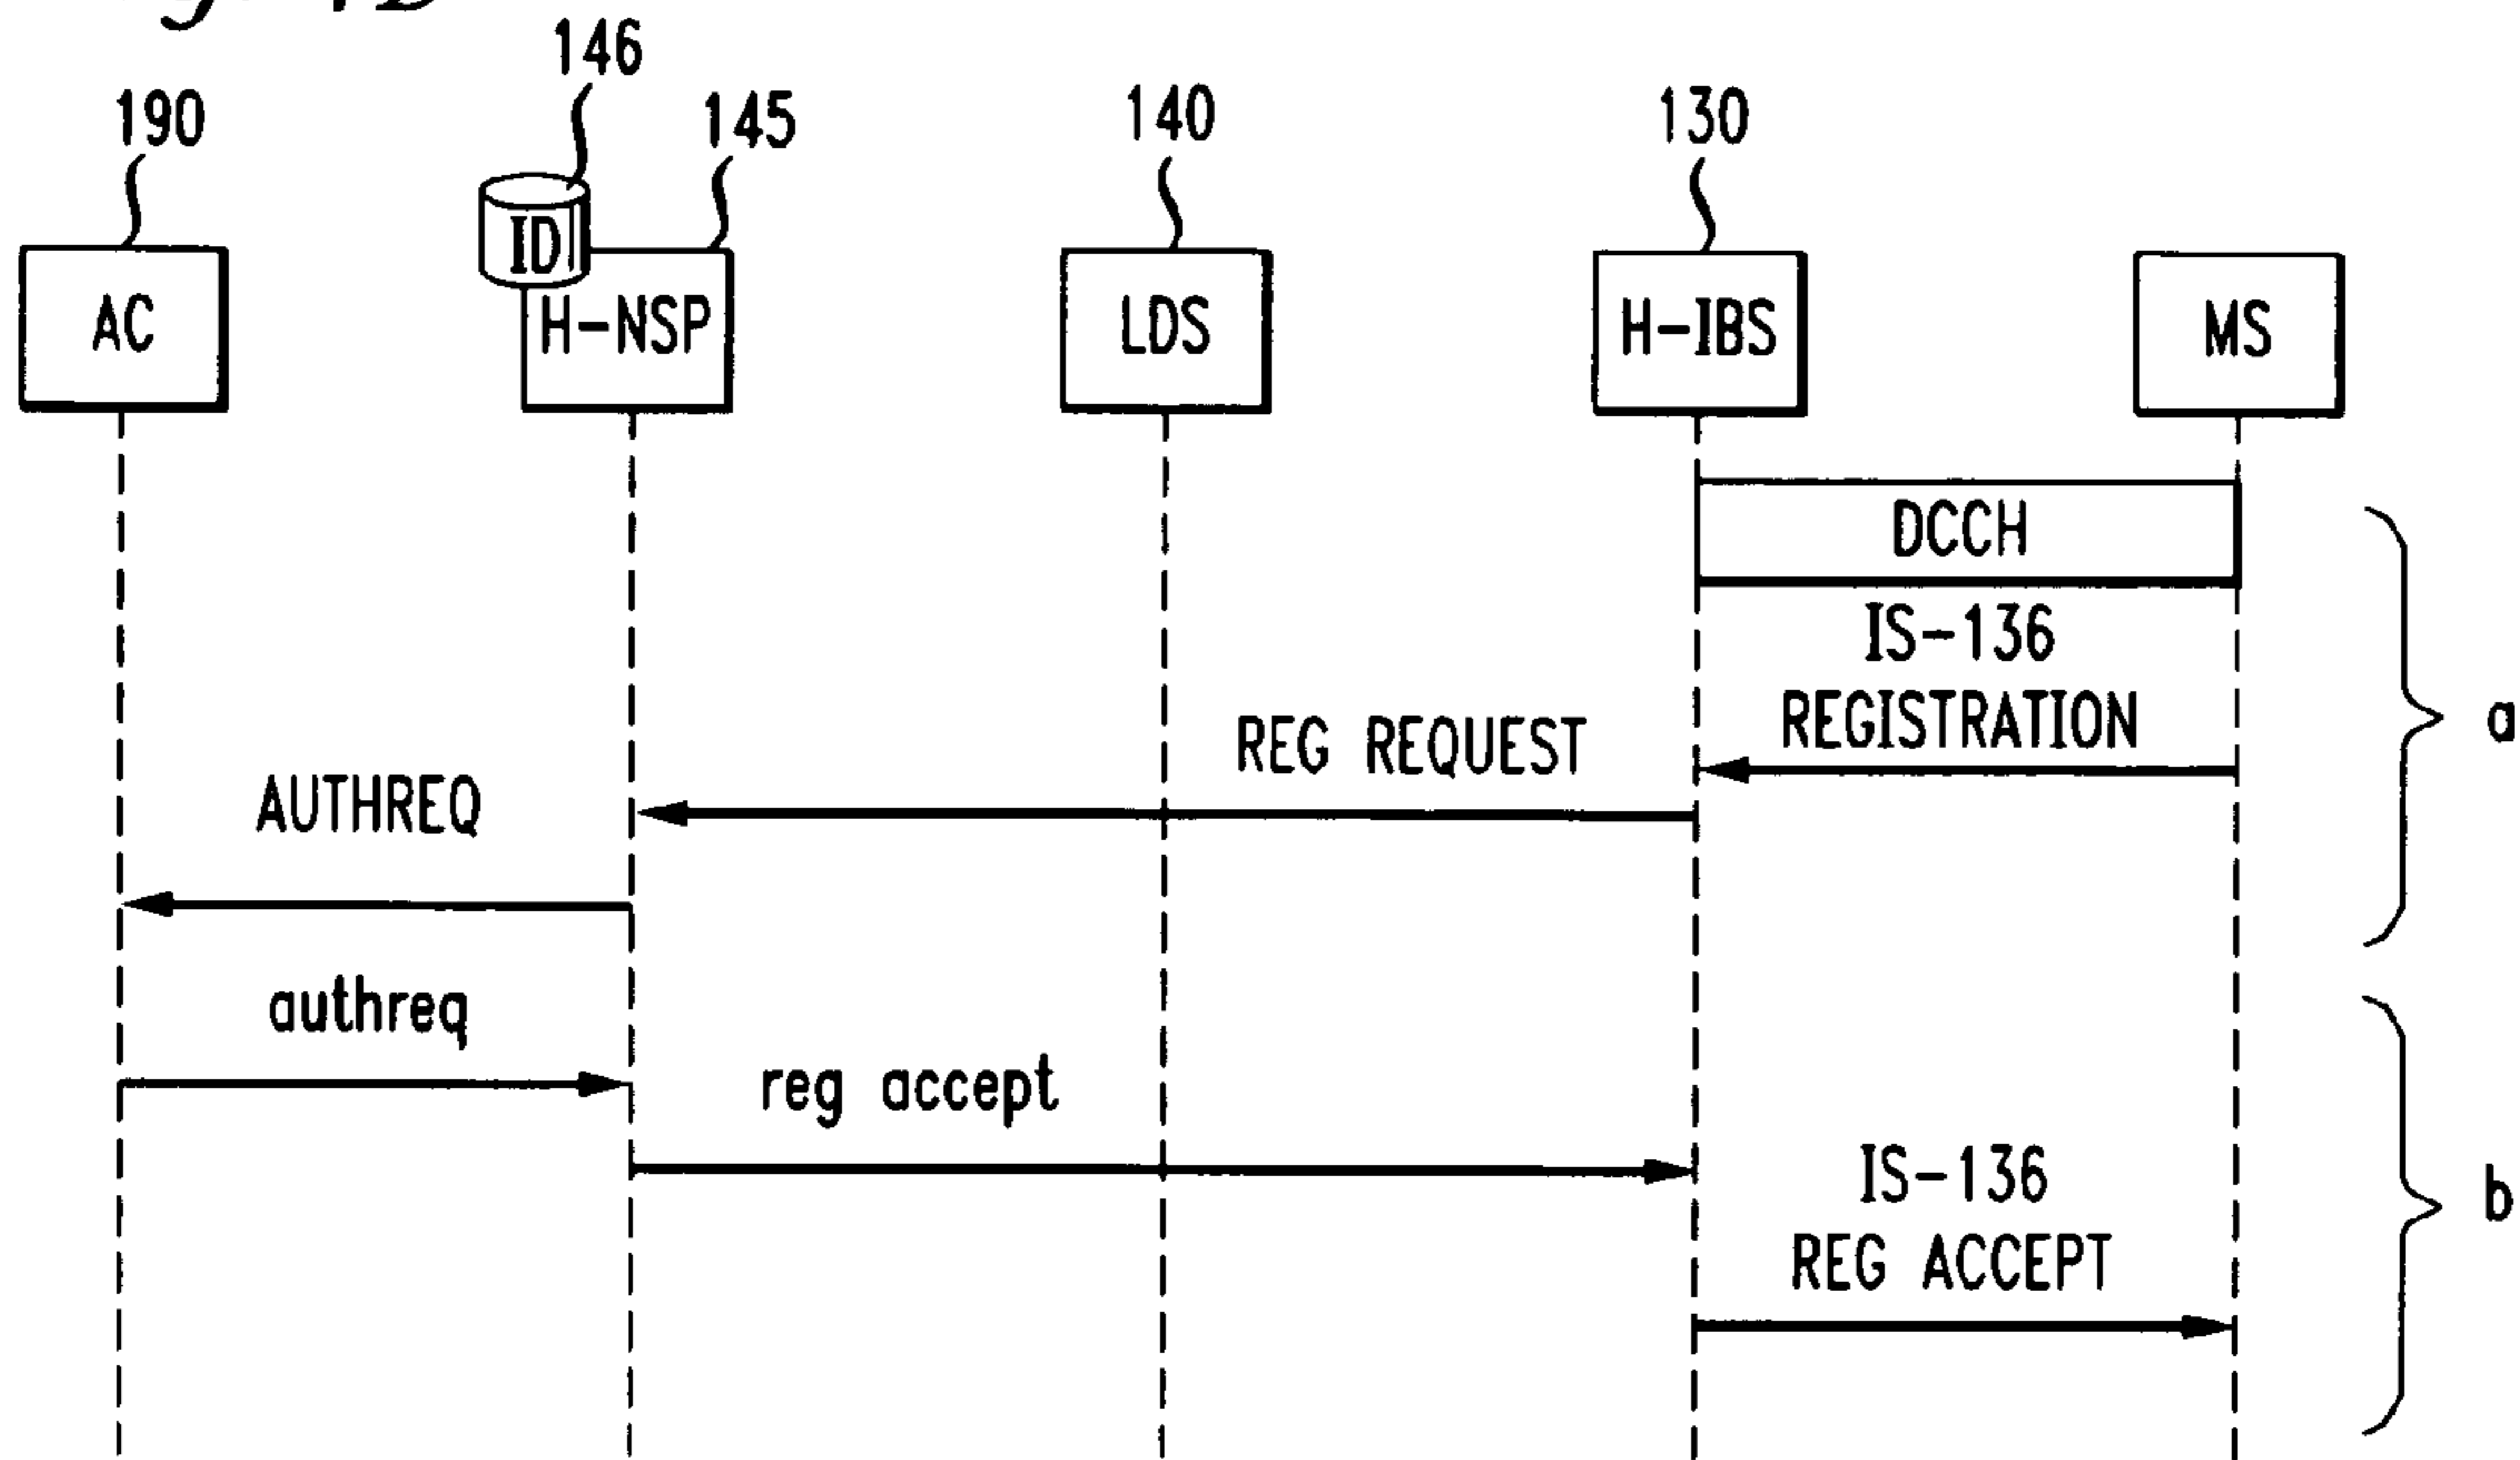 146
190
145
140
130
ID
AC
H-NSP
LDS
H-IBS
MS
DCCH
IS-136
REGISTRATION
a
REG REQUEST
AUTHREQ
authreq
reg accept
IS-136
REG ACCEPT
b